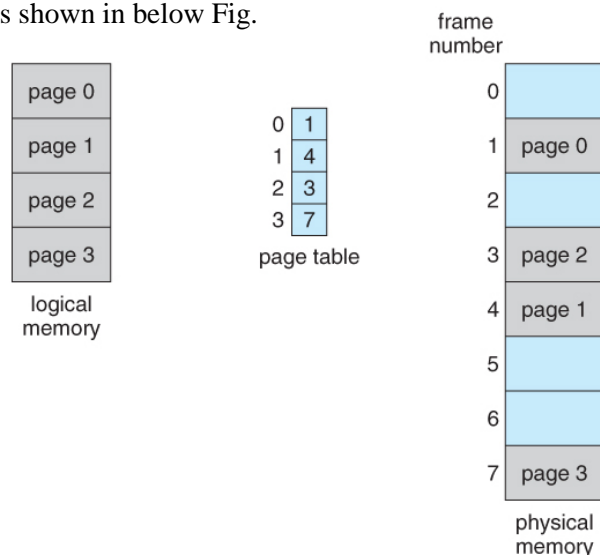 s shown in below Fig.
frame
number
page 0
page 1
page 2
page 3
logical
memory
0 1
1 4
2 3
3 7
page table
0
1 page 0
2
3 page 2
4 page 1
5
6
7 page 3
physical
memory